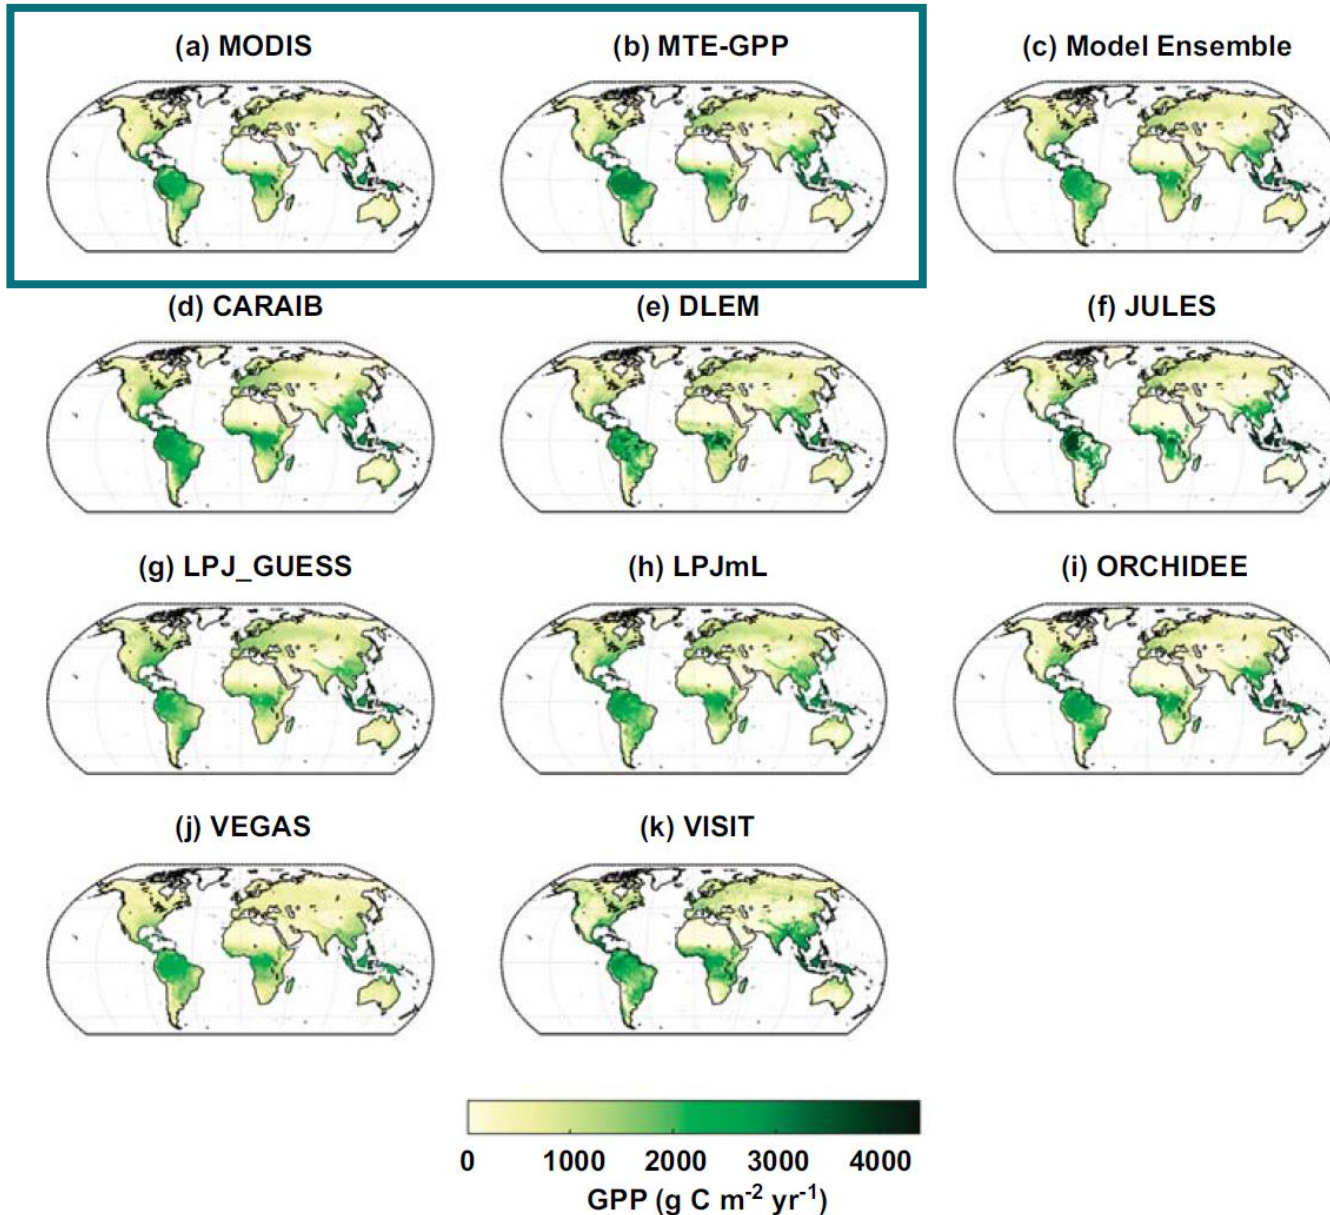 (a) MODIS
(b) MTE-GPP
(c) Model Ensemble
(d) CARAIB
(e) DLEM
(f) JULES
(g) LPJ_GUESS
(h) LPJmL
(i) ORCHIDEE
(j) VEGAS
(k) VISIT
0 1000 2000 3000 4000
GPP (g C m⁻² yr⁻¹)